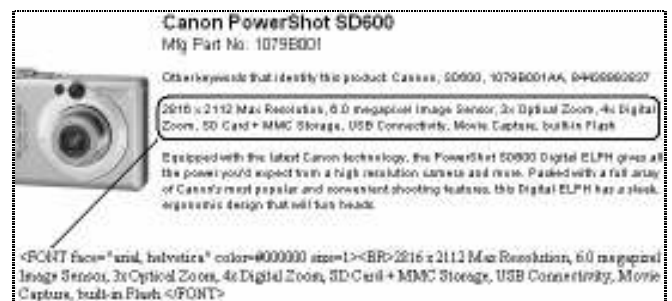 Canon PowerShot SD600
Mfg Part No: 1079B001
Other keywords that identify this product: Cannon, SD600, 1079B001AA,
2816 x 2112 Max Resolution, 6.0 megapixel Image Sensor, 3x Optical Zoom, 4x Digital
Zoom, SD Card + MMC Storage, USB Connectivity, Movie Capture, built-in Flash
Equipped with the latest Canon technology, the PowerShot SD600 Digital ELPH gives all
the power you'd expect from a high resolution camera and more. Packed with a full array
of Canon's most popular and convenient shooting features, this Digital ELPH has a sleek,
ergonomic design that will turn heads.
<FONT face="arial, helvetica" color=#000000 size=1><BR>2816 x 2112 Max Resolution, 6.0 megapixel
Image Sensor, 3x Optical Zoom, 4x Digital Zoom, SD Card + MMC Storage, USB Connectivity, Movie
Capture, built-in Flash </FONT>